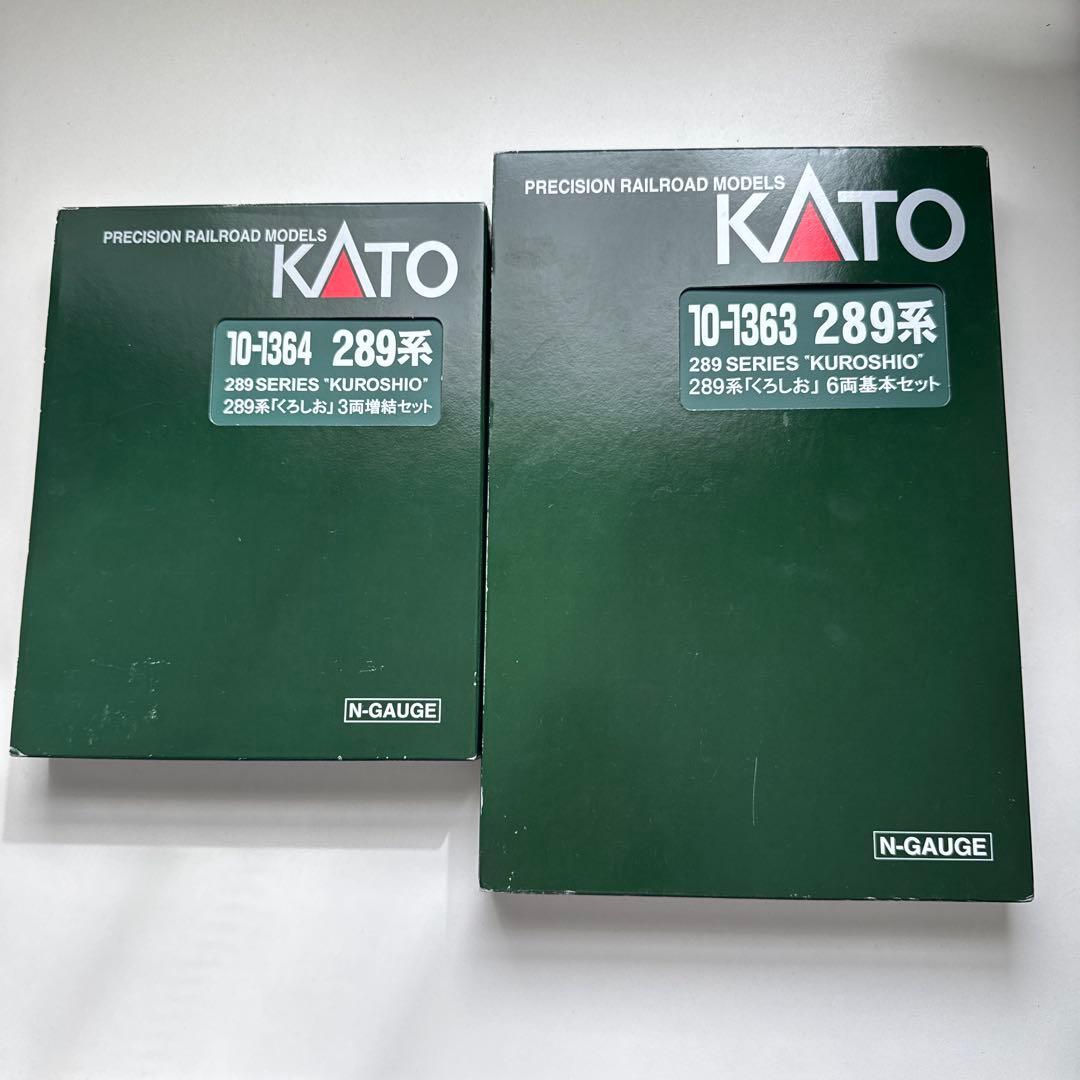 PRECISION RAILROAD MODELS
KATO
10-1364 289系
289 SERIES "KUROSHIO"
289系「くろしお」3両増結セット
N-GAUGE
PRECISION RAILROAD MODELS
KATO
10-1363 289系
289 SERIES "KUROSHIO"
289系「くろしお」 6両基本セット
N-GAUGE